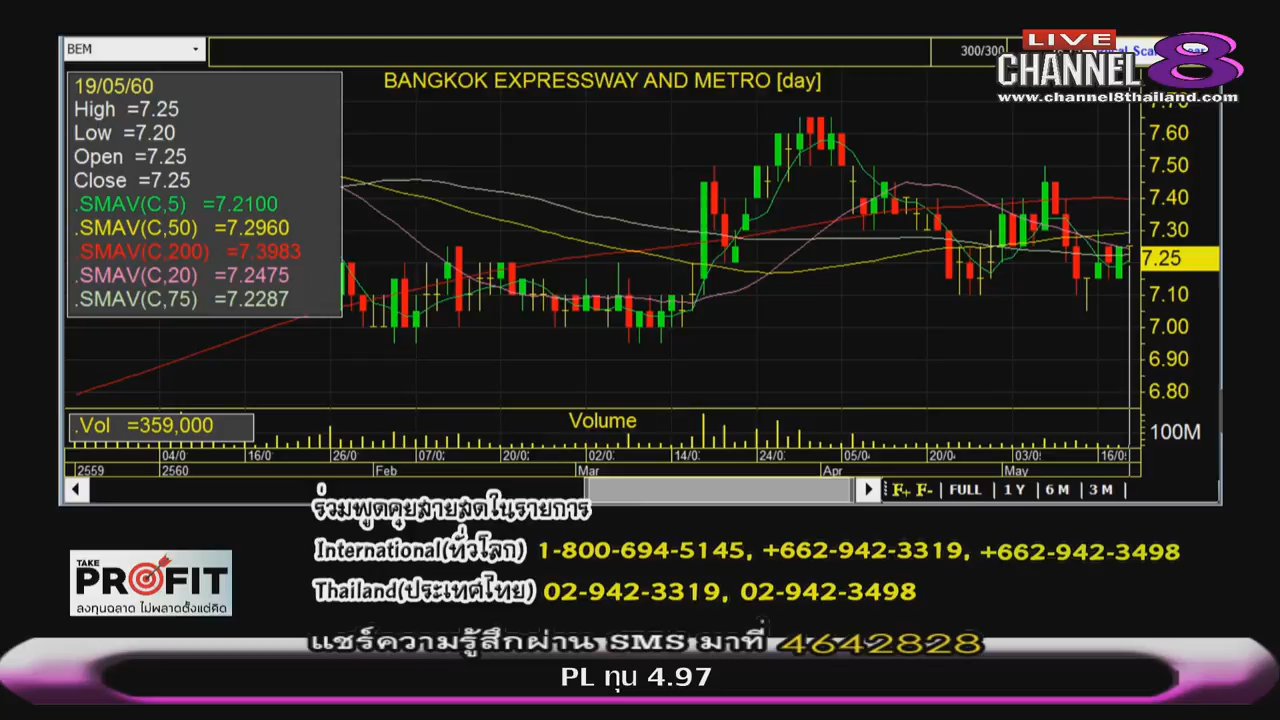 BEM
300/300
LIVE
CHANNEL 8
www.channel8thailand.com
BANGKOK EXPRESSWAY AND METRO [day]
19/05/60
High =7.25
Low =7.20
Open =7.25
Close =7.25
.SMAV(C,5) =7.2100
.SMAV(C,50) =7.2960
.SMAV(C,200) =7.3983
.SMAV(C,20) =7.2475
.SMAV(C,75) =7.2287
7.70
7.60
7.50
7.40
7.30
7.25
7.10
7.00
6.90
6.80
.Vol =359,000
Volume
100M
04/0 16/0 26/0 07/0 20/0 02/0 14/0 24/0 05/0 20/0 03/0 16/0
2559 2560 Feb Mar Apr May
F+ F- FULL 1 Y 6 M 3 M
ร่วมพูดคุยสายสดในรายการ
International(ทั่วโลก) 1-800-694-5145, +662-942-3319, +662-942-3498
Thailand(ประเทศไทย) 02-942-3319, 02-942-3498
TAKE
PROFIT
ลงทุนฉลาด ไม่พลาดตั้งแต่คิด
แชร์ความรู้สึกผ่าน SMS มาที่ 4642828
PL ทุน 4.97